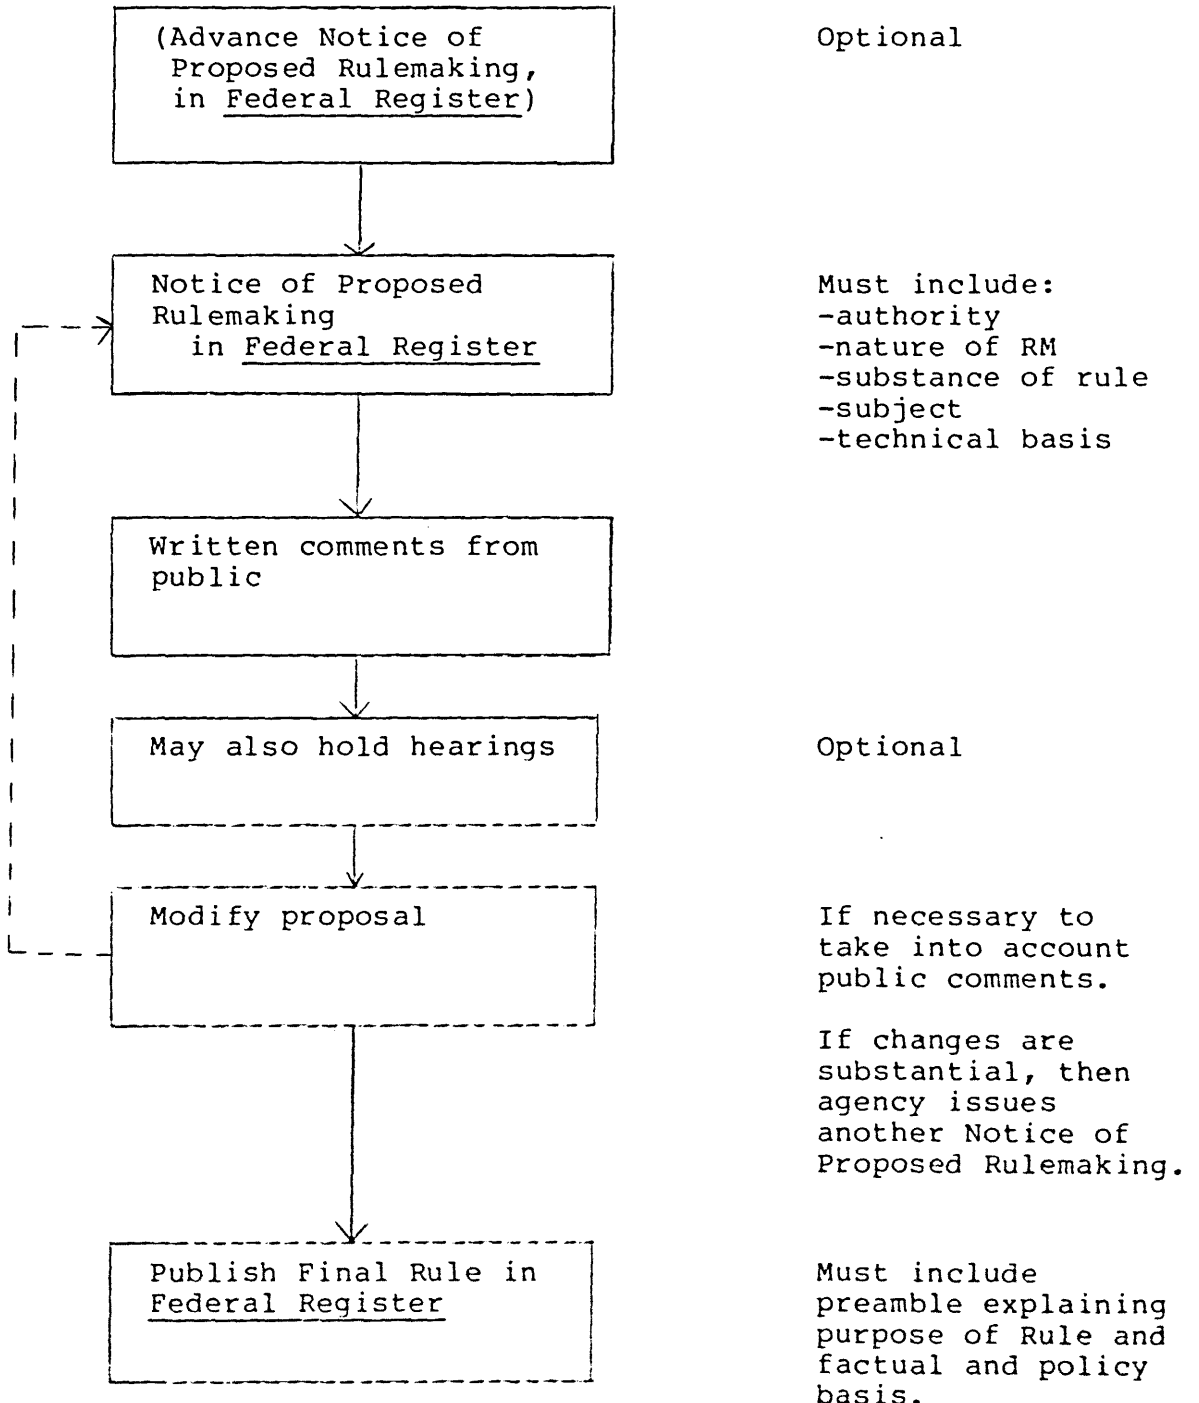 (Advance Notice of
Proposed Rulemaking,
in Federal Register)
Optional
Notice of Proposed
Rulemaking
in Federal Register
Must include:
-authority
-nature of RM
-substance of rule
-subject
-technical basis
Written comments from
public
May also hold hearings
Optional
Modify proposal
If necessary to
take into account
public comments.
If changes are
substantial, then
agency issues
another Notice of
Proposed Rulemaking.
Publish Final Rule in
Federal Register
Must include
preamble explaining
purpose of Rule and
factual and policy
basis.